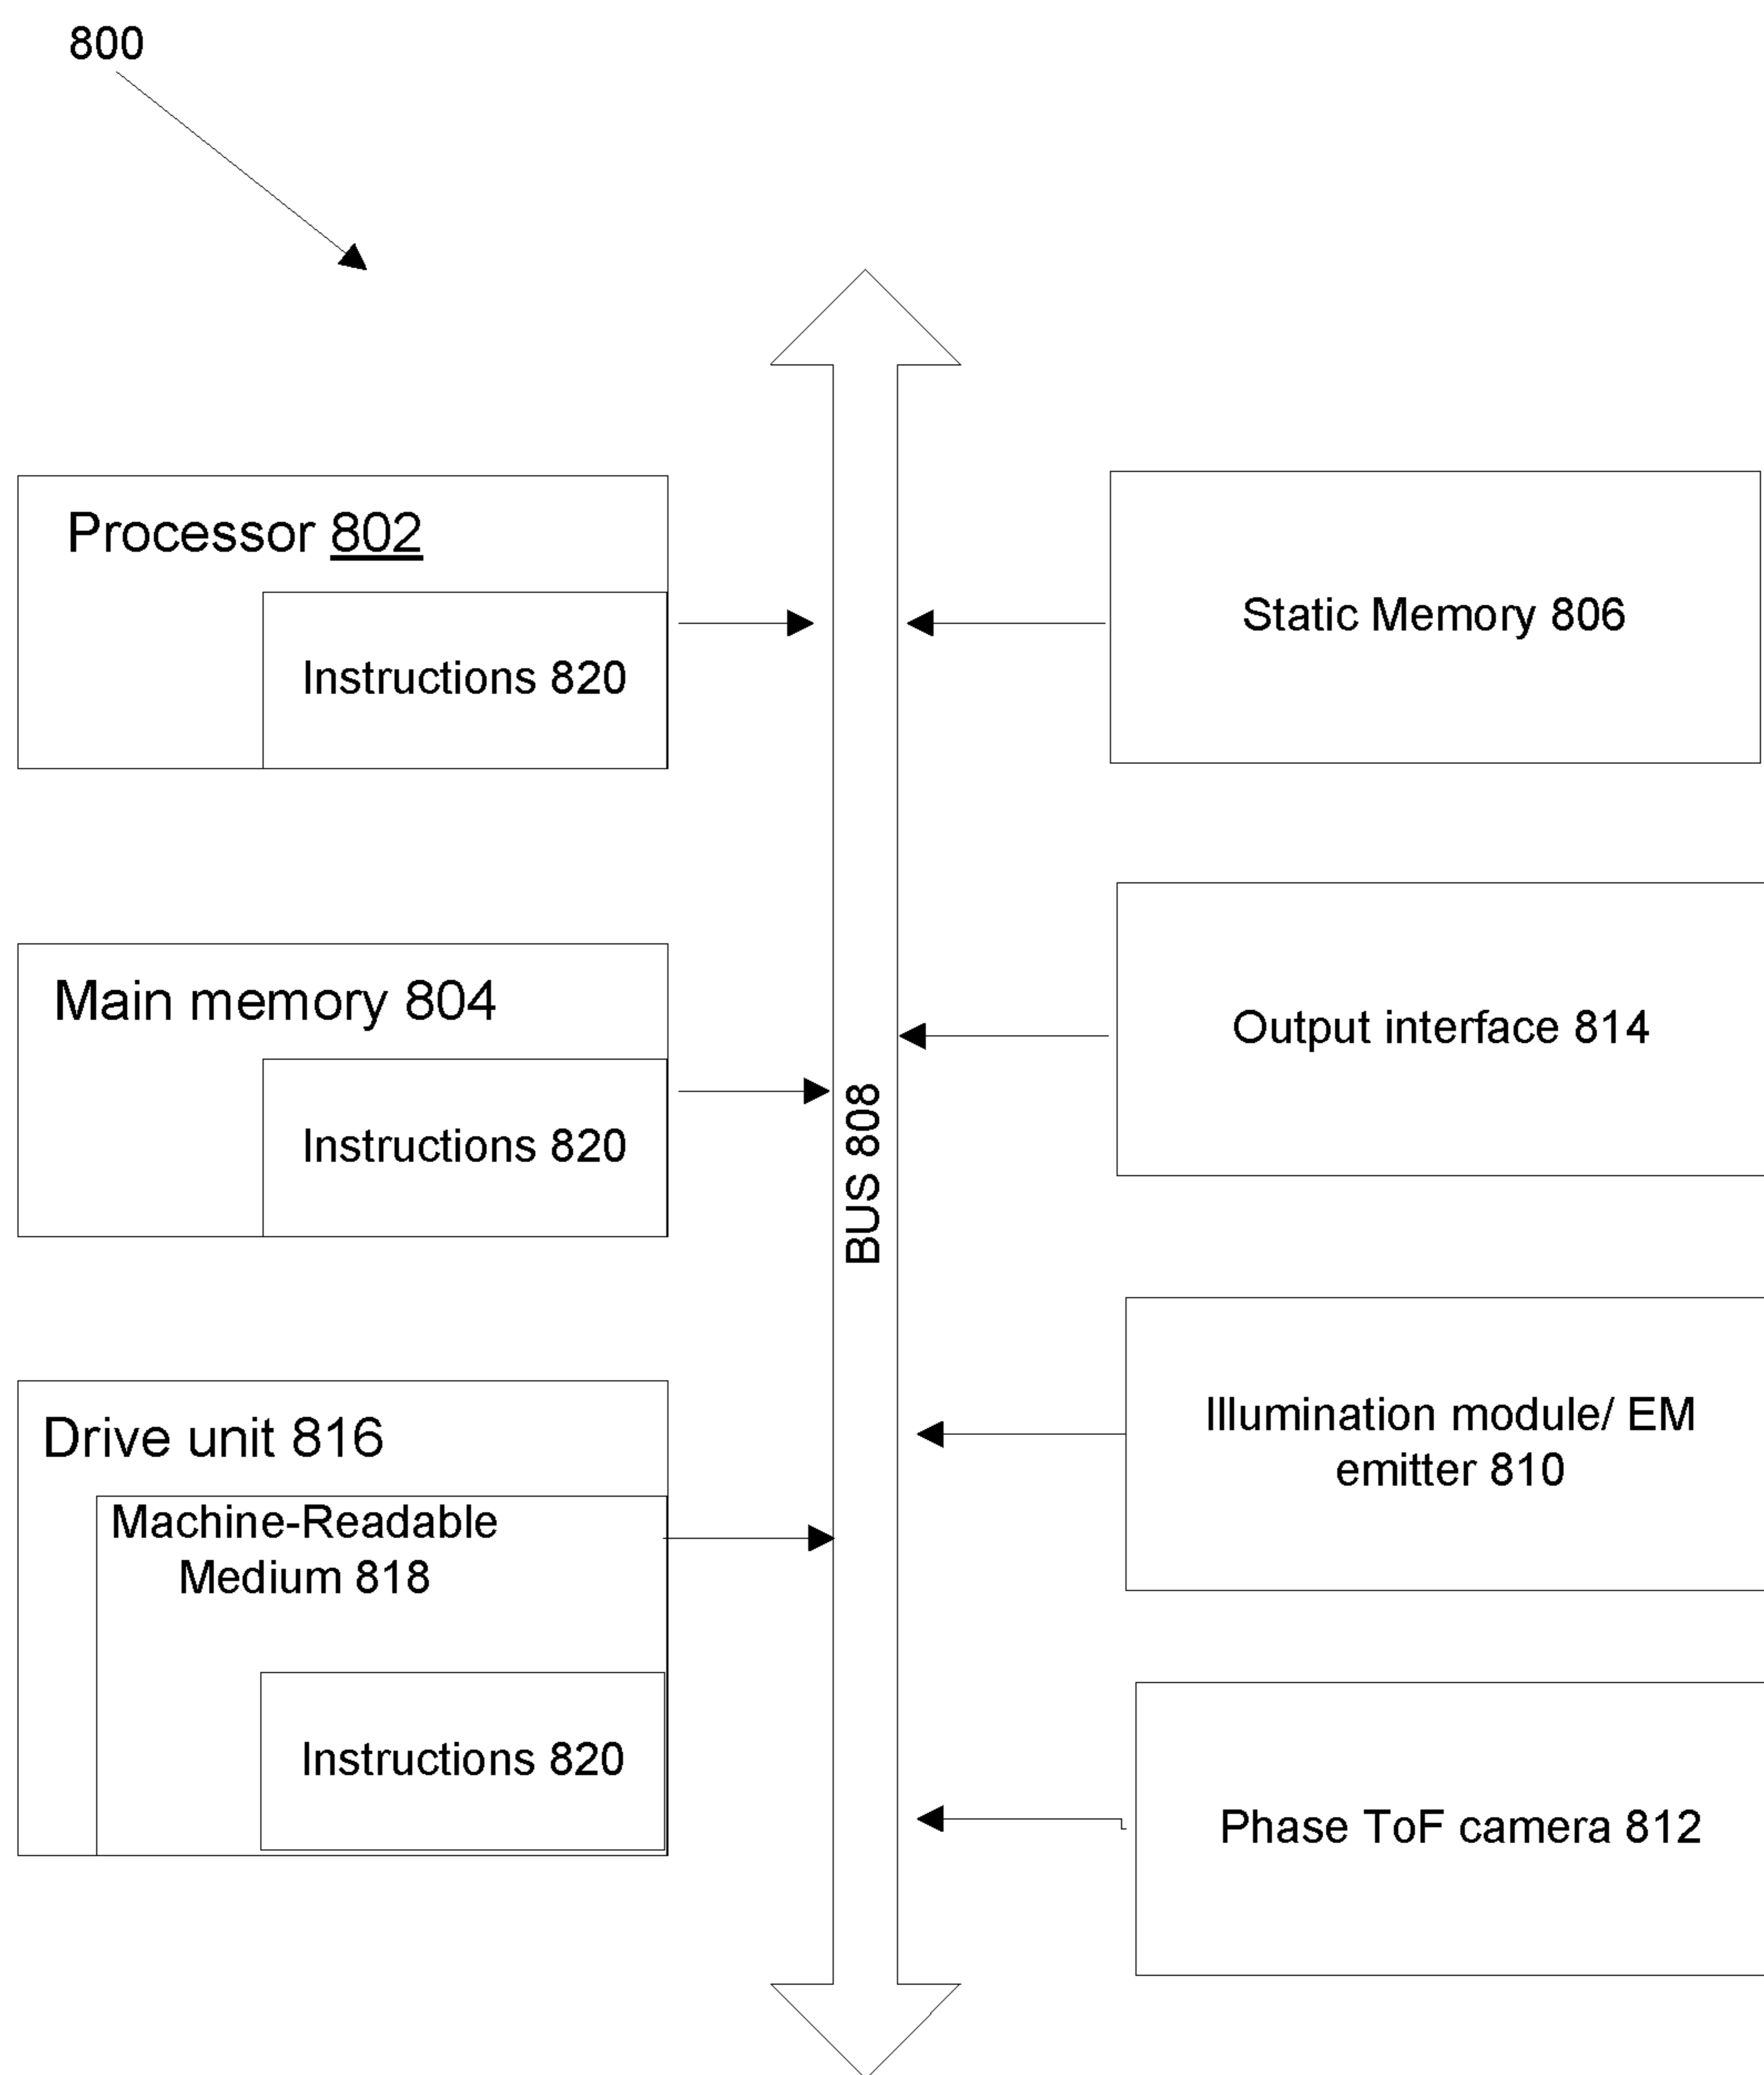 800
Processor 802
Instructions 820
Static Memory 806
Main memory 804
Instructions 820
Output interface 814
BUS 808
Drive unit 816
Machine-Readable
Medium 818
Instructions 820
Illumination module/ EM
emitter 810
Phase ToF camera 812